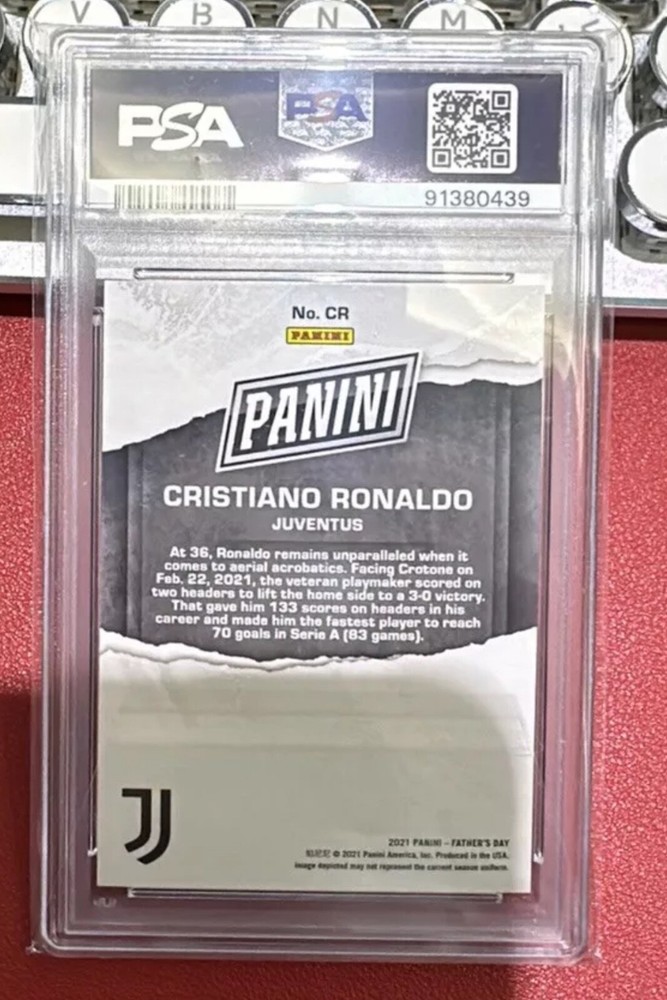 V B N M
PSA PSA
91380439
No. CR
PANINI
PANINI
CRISTIANO RONALDO
JUVENTUS
At 36, Ronaldo remains unparalleled when it
comes to aerial acrobatics. Facing Crotone on
Feb. 22, 2021, the veteran playmaker scored on
two headers to lift the home side to a 3-0 victory.
That gave him 133 scores on headers in his
career and made him the fastest player to reach
70 goals in Serie A (83 games).
J
2021 PANINI – FATHER'S DAY
© 2021 Panini America, Inc. Produced in the USA.
Image depicted may not represent the current season uniform.